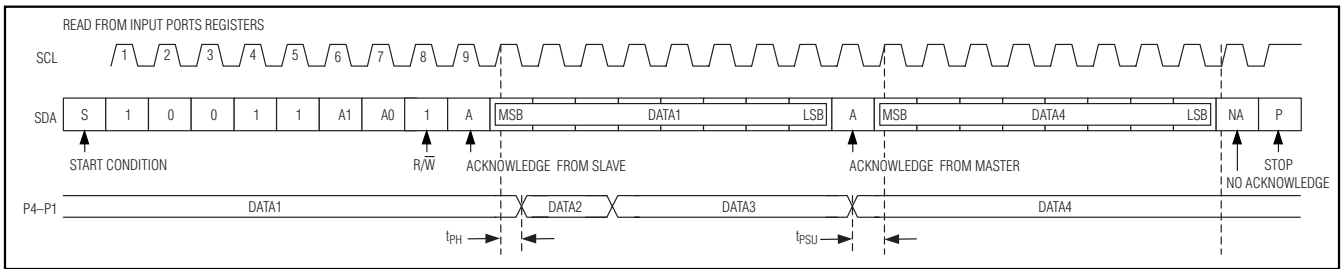 READ FROM INPUT PORTS REGISTERS
SCL 1 2 3 4 5 6 7 8 9
SDA S 1 0 0 1 1 A1 A0 1 A MSB DATA1 LSB A MSB DATA4 LSB NA P
START CONDITION R/W̅ ACKNOWLEDGE FROM SLAVE ACKNOWLEDGE FROM MASTER STOP
NO ACKNOWLEDGE
P4–P1 DATA1 DATA2 DATA3 DATA4
tPH tPSU